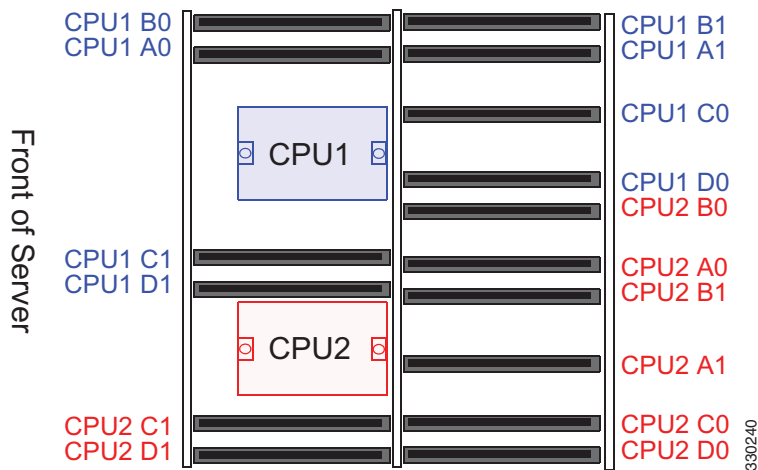 CPU1 B0
CPU1 A0
CPU1 B1
CPU1 A1
CPU1 C0
CPU1
CPU1 D0
CPU2 B0
Front of Server
CPU1 C1
CPU1 D1
CPU2 A0
CPU2 B1
CPU2
CPU2 A1
CPU2 C1
CPU2 D1
CPU2 C0
CPU2 D0
330240